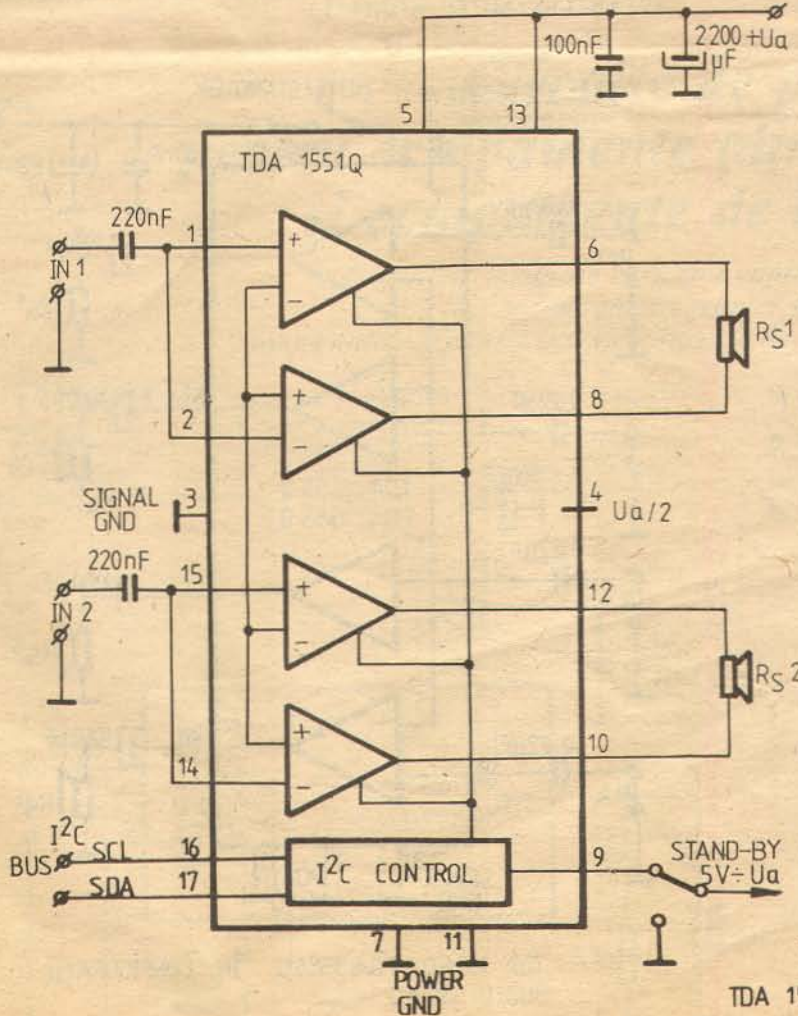 100nF
2200
+Ua
µF
5
13
TDA 1551Q
220nF
1
+
6
IN 1
-
RS1
+
8
2
-
SIGNAL
GND
3
4
Ua/2
220nF
15
+
12
IN 2
-
RS2
+
10
14
-
I²C
BUS
SCL
16
I²C CONTROL
9
STAND-BY
5V÷Ua
SDA
17
7
11
POWER
GND
TDA 1